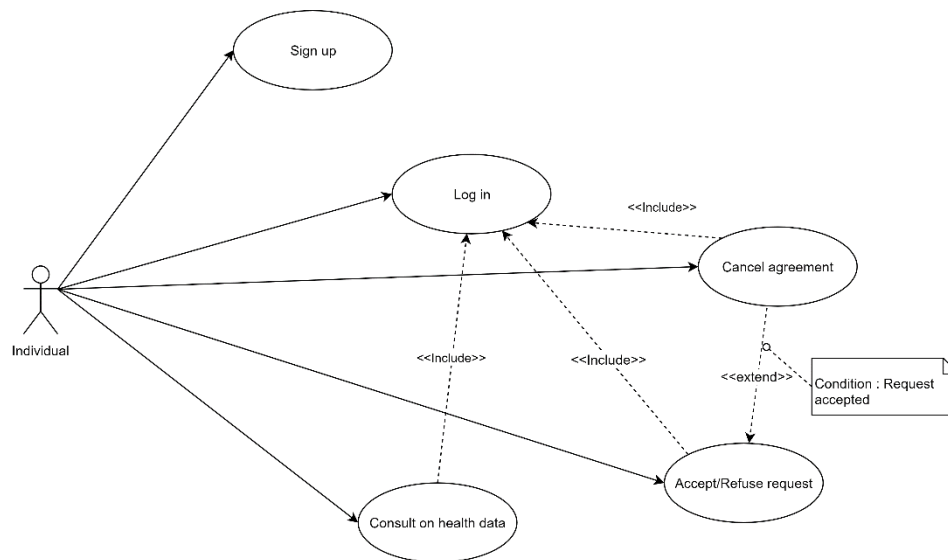 Sign up
Log in
<<Include>>
Cancel agreement
Individual
<<Include>>
<<Include>>
<<extend>>
Condition : Request
accepted
Accept/Refuse request
Consult on health data